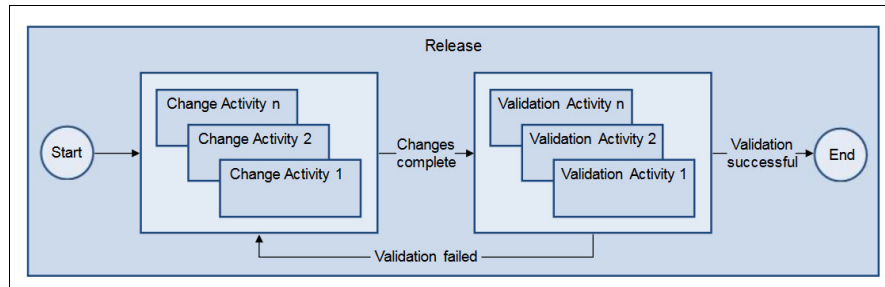 Release
Change Activity n
Change Activity 2
Change Activity 1
Validation Activity n
Validation Activity 2
Validation Activity 1
Start
Changes
complete
Validation
successful
End
Validation failed